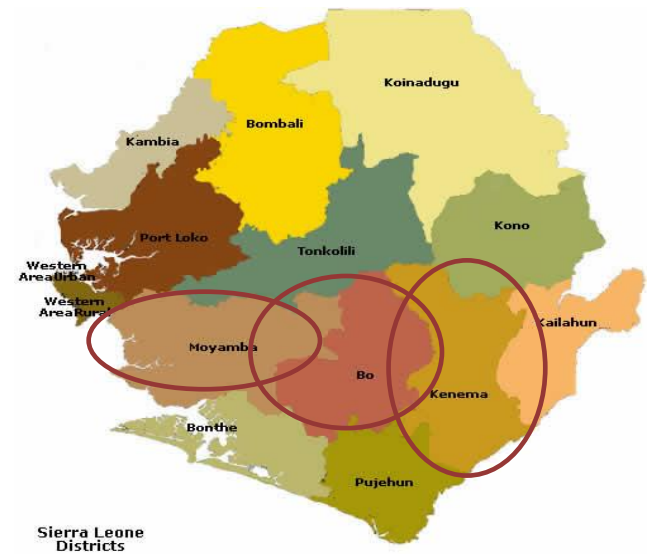 Koinadugu
Bombali
Kambia
Kono
Port Loko
Tonkolili
Western
AreaUrban
Western
AreaRural
Kailahun
Moyamba
Bo
Kenema
Bonthe
Pujehun
Sierra Leone
Districts